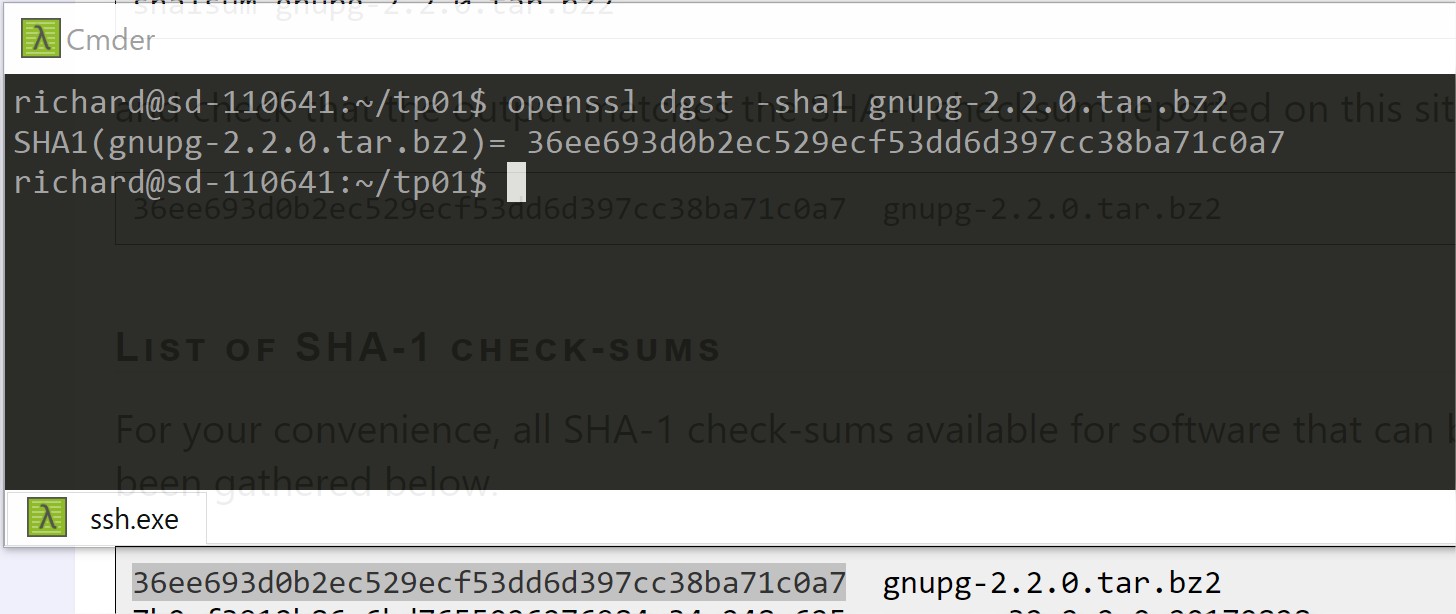 sha1sum gnupg-2.2.0.tar.bz2
Cmder
richard@sd-110641:~/tp01$ openssl dgst -sha1 gnupg-2.2.0.tar.bz2
and check that the output matches the SHA-1 checksum reported on this sit
SHA1(gnupg-2.2.0.tar.bz2)= 36ee693d0b2ec529ecf53dd6d397cc38ba71c0a7
richard@sd-110641:~/tp01$
36ee693d0b2ec529ecf53dd6d397cc38ba71c0a7 gnupg-2.2.0.tar.bz2
LIST OF SHA-1 CHECK-SUMS
For your convenience, all SHA-1 check-sums available for software that can b
been gathered below.
ssh.exe
36ee693d0b2ec529ecf53dd6d397cc38ba71c0a7 gnupg-2.2.0.tar.bz2